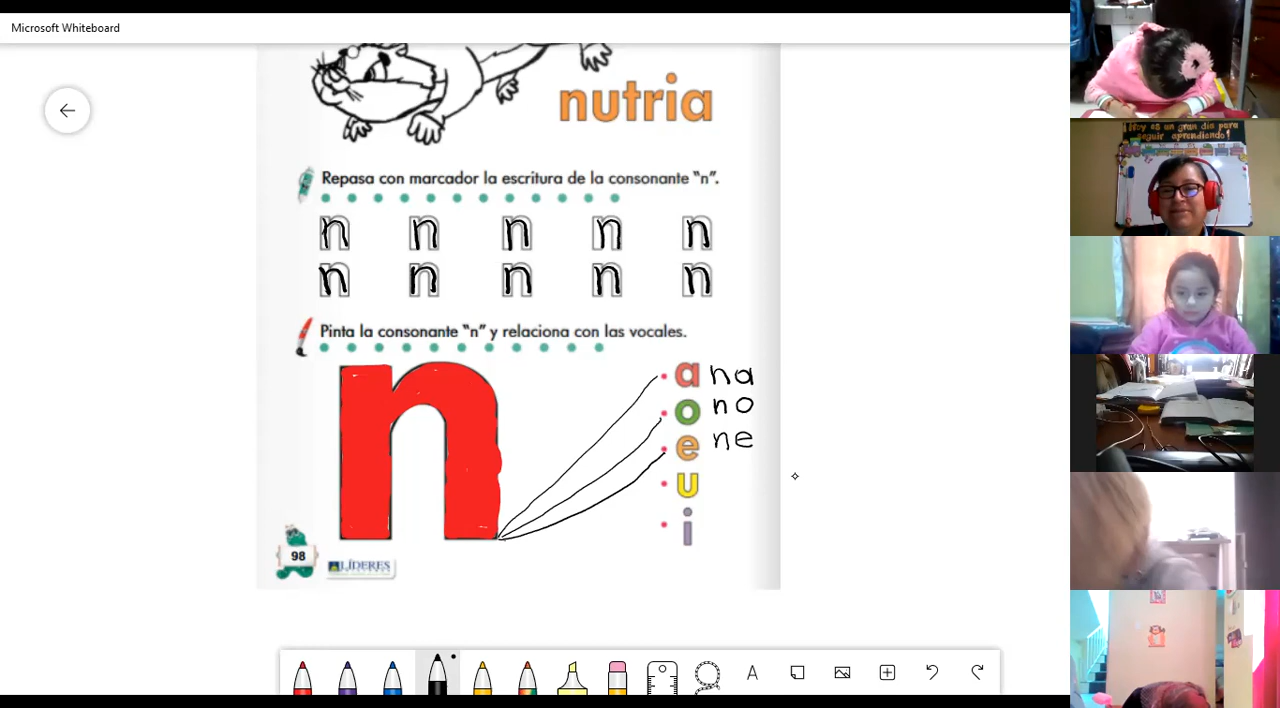 Microsoft Whiteboard
nutria
Repasa con marcador la escritura de la consonante "n".
n n n n n
n n n n n
Pinta la consonante "n" y relaciona con las vocales.
n
a na
o no
e ne
u
i
98
LÍDERES
A
¡Hoy es un gran día para
seguir aprendiendo!